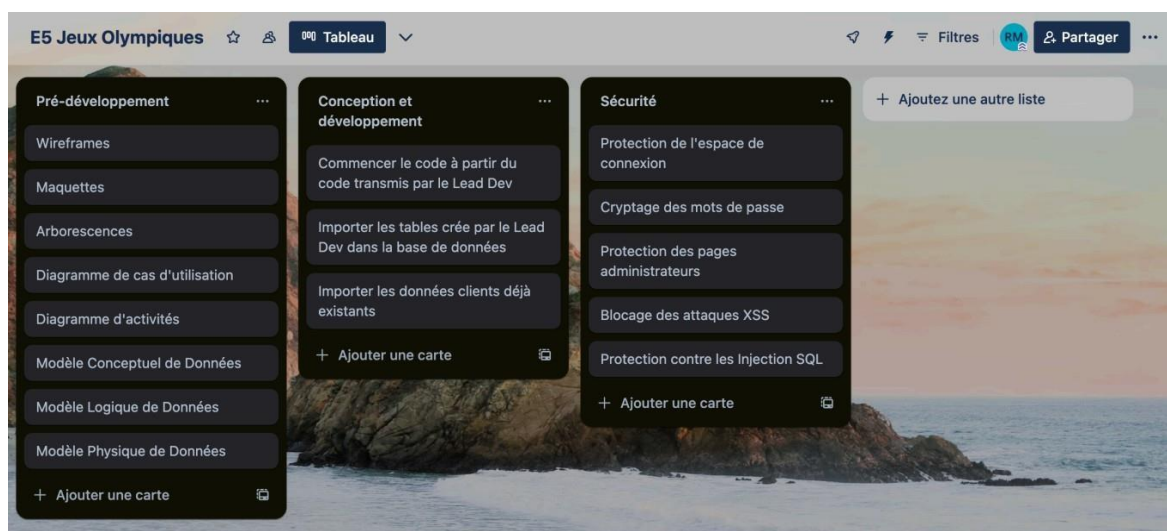 E5 Jeux Olympiques
Tableau
Filtres
RM
Partager
Pré-développement
Wireframes
Maquettes
Arborescences
Diagramme de cas d'utilisation
Diagramme d'activités
Modèle Conceptuel de Données
Modèle Logique de Données
Modèle Physique de Données
+ Ajouter une carte
Conception et
développement
Commencer le code à partir du
code transmis par le Lead Dev
Importer les tables crée par le Lead
Dev dans la base de données
Importer les données clients déjà
existants
+ Ajouter une carte
Sécurité
Protection de l'espace de
connexion
Cryptage des mots de passe
Protection des pages
administrateurs
Blocage des attaques XSS
Protection contre les Injection SQL
+ Ajouter une carte
+ Ajoutez une autre liste